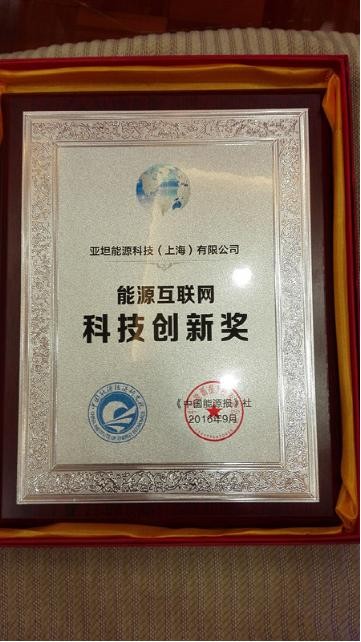 亚坦能源科技（上海）有限公司
能源互联网
科技创新奖
《中国能源报》社
2016年9月